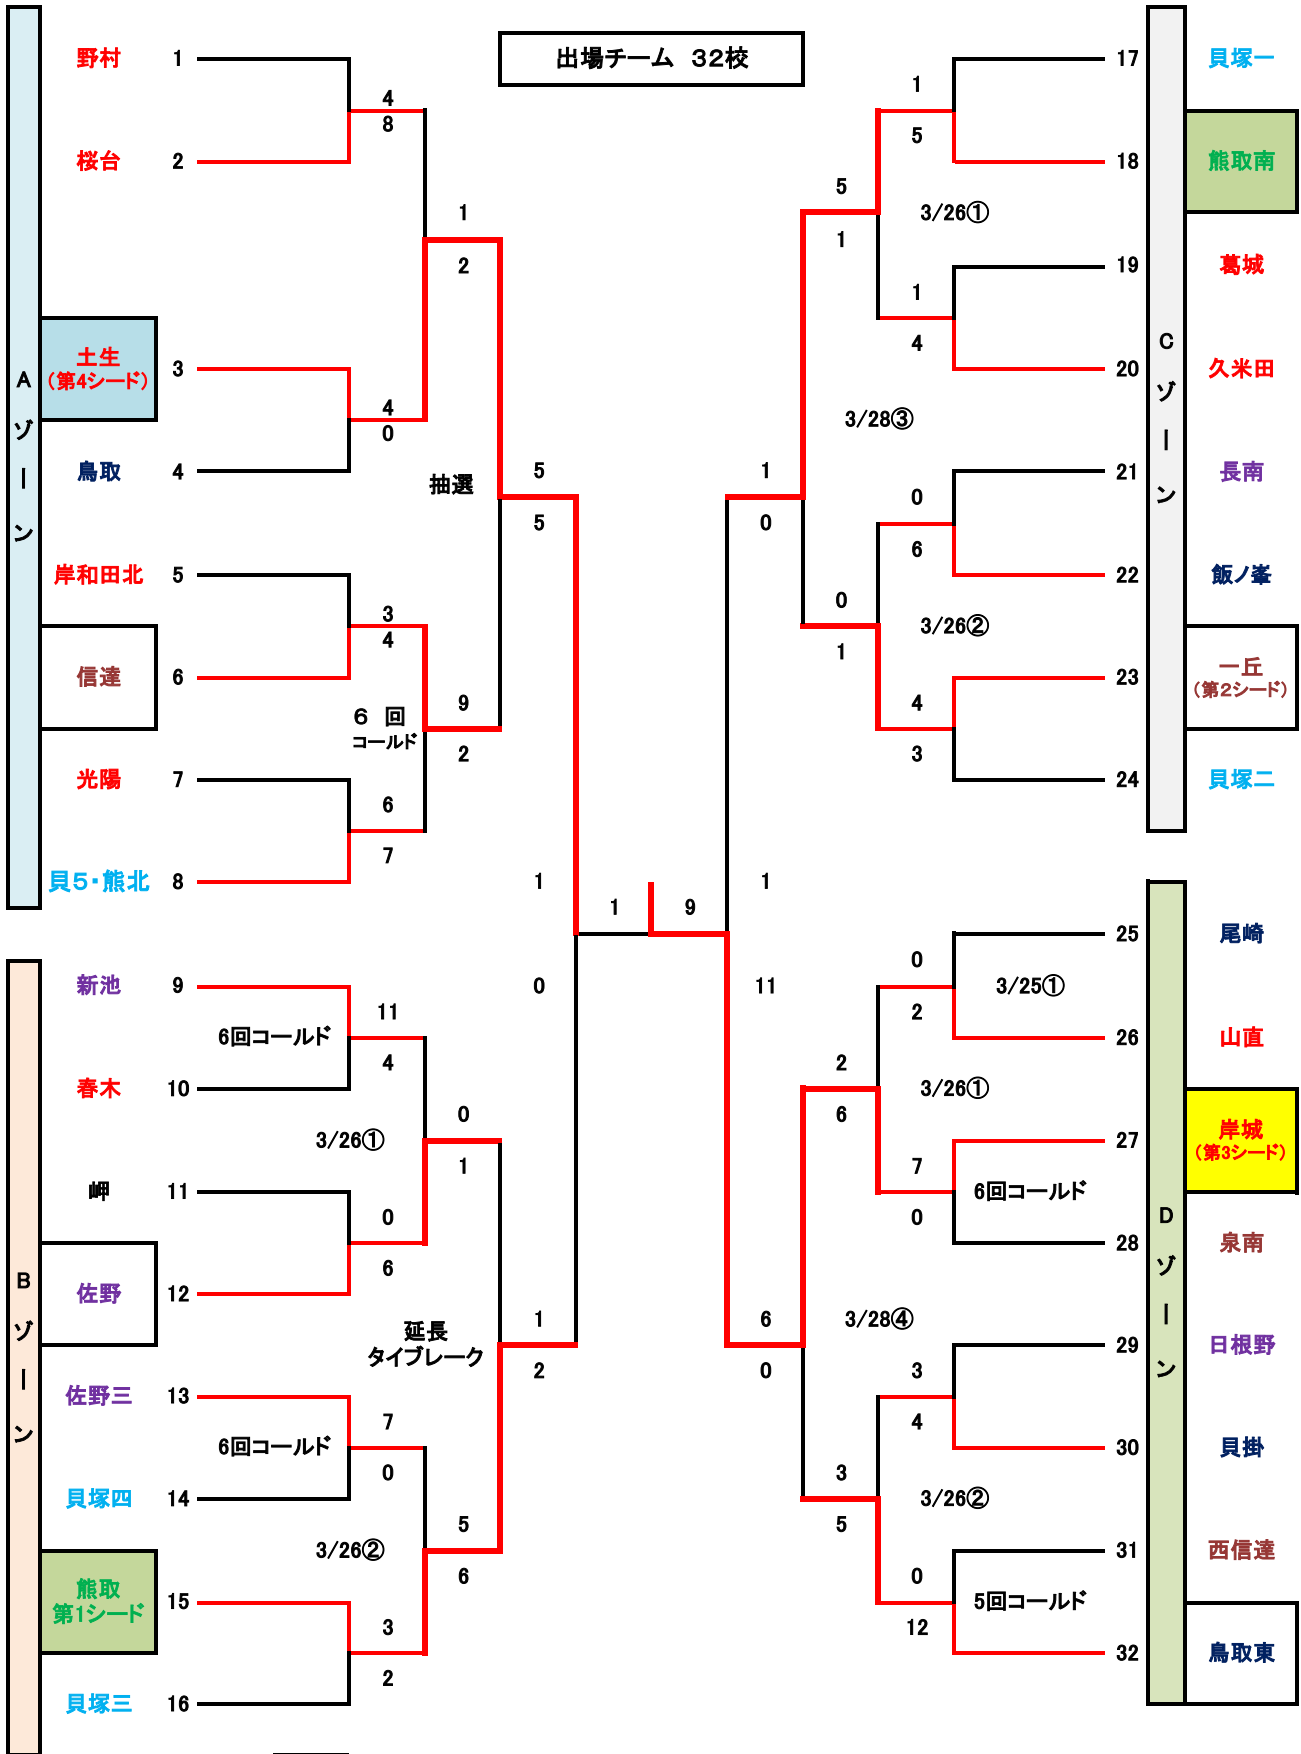 出場チーム　３２校
Aゾーン
野村 1
4
8
桜台 2
1
2
土生 3
(第4シード)
4
0
鳥取 4
抽選
5
5
岸和田北 5
3
4
信達 6
6 回
コールド
9
2
光陽 7
6
7
貝５・熊北 8
1
0
1
9
Bゾーン
新池 9
11
6回コールド
4
春木 10
0
3/26①
1
岬 11
0
6
佐野 12
延長
タイブレーク
1
2
佐野三 13
7
6回コールド
0
貝塚四 14
5
3/26②
6
熊取 15
第1シード
3
2
貝塚三 16
Cゾーン
17 貝塚一
1
5
18 熊取南
5
3/26①
1
19 葛城
1
4
20 久米田
3/28③
1
0
21 長南
0
6
22 飯ノ峯
0
3/26②
1
23 一丘
(第2シード)
4
3
24 貝塚二
1
11
Dゾーン
25 尾崎
0
3/25①
2
26 山直
2
3/26①
6
27 岸城
(第3シード)
7
6回コールド
0
28 泉南
3/28④
6
0
29 日根野
3
4
30 貝掛
3
3/26②
5
31 西信達
0
5回コールド
12
32 鳥取東